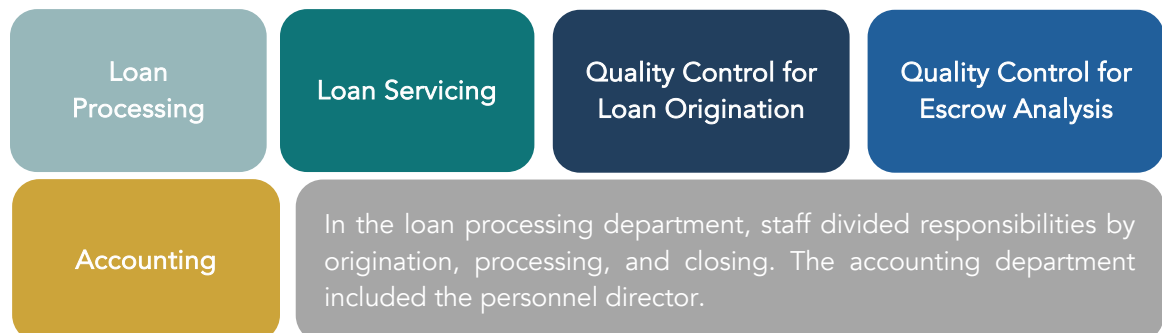 Loan
Processing
Loan Servicing
Quality Control for
Loan Origination
Quality Control for
Escrow Analysis
Accounting
In the loan processing department, staff divided responsibilities by
origination, processing, and closing. The accounting department
included the personnel director.